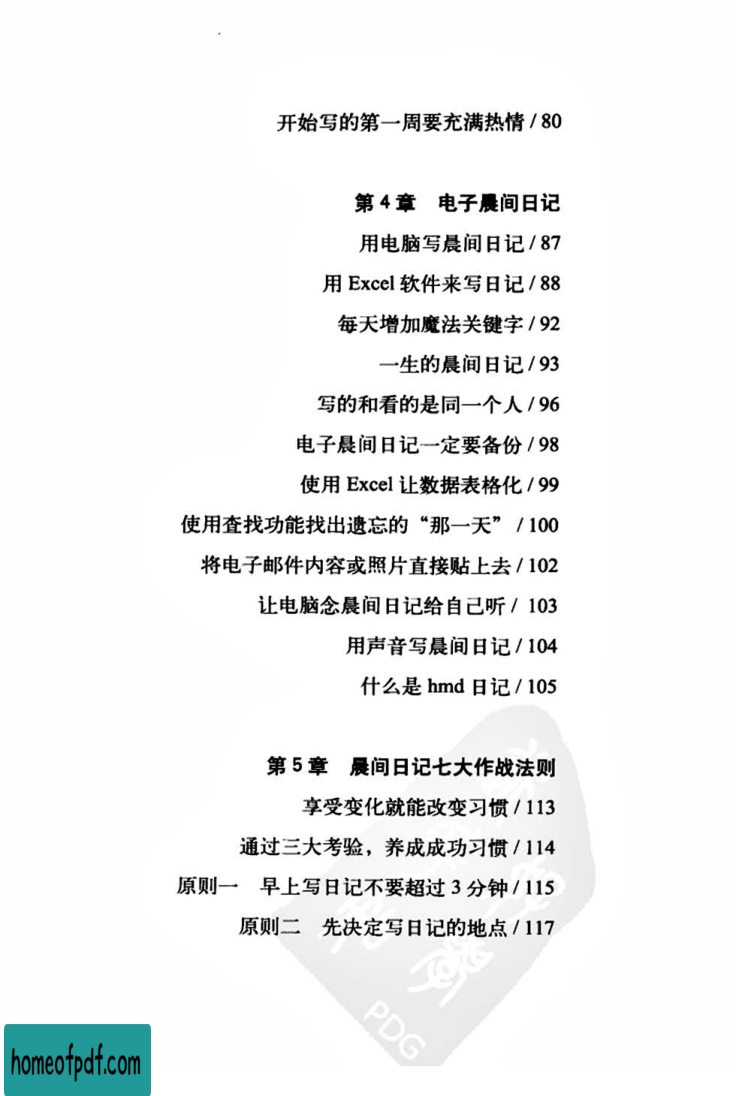 开始写的第一周要充满热情 / 80
第 4 章　电子晨间日记
用电脑写晨间日记 / 87
用 Excel 软件来写日记 / 88
每天增加魔法关键字 / 92
一生的晨间日记 / 93
写的和看的是同一个人 / 96
电子晨间日记一定要备份 / 98
使用 Excel 让数据表格化 / 99
使用查找功能找出遗忘的“那一天” / 100
将电子邮件内容或照片直接贴上去 / 102
让电脑念晨间日记给自己听 / 103
用声音写晨间日记 / 104
什么是 hmd 日记 / 105
第 5 章　晨间日记七大作战法则
享受变化就能改变习惯 / 113
通过三大考验，养成成功习惯 / 114
原则一　早上写日记不要超过 3 分钟 / 115
原则二　先决定写日记的地点 / 117
PDG
homeofpdf.com